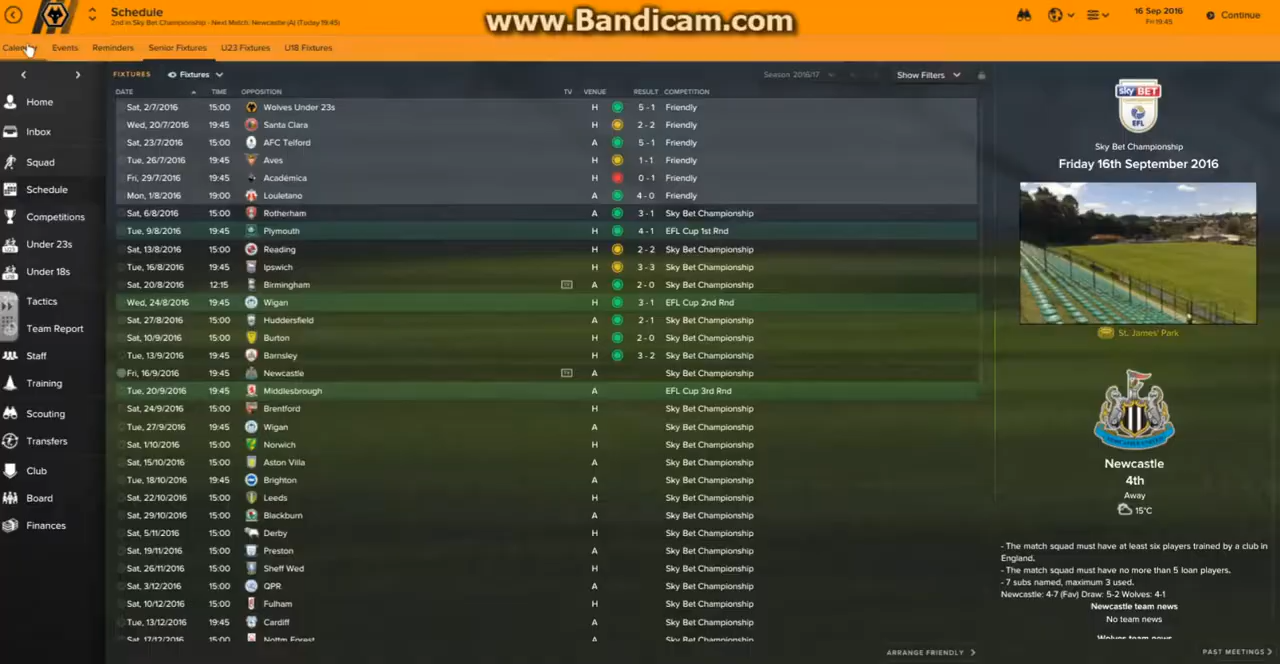 www.Bandicam.com
Schedule
2nd in Sky Bet Championship - Next Match: Newcastle (A) (Today 19:45)
16 Sep 2016
Fri 19:45
Continue
Events Reminders Senior Fixtures U23 Fixtures U18 Fixtures
FIXTURES Fixtures Season 2016/17 Show Filters
DATE TIME OPPOSITION TV VENUE RESULT COMPETITION
Sat, 2/7/2016 15:00 Wolves Under 23s H 5 - 1 Friendly
Wed, 20/7/2016 19:45 Santa Clara H 2 - 2 Friendly
Sat, 23/7/2016 15:00 AFC Telford A 5 - 1 Friendly
Tue, 26/7/2016 19:45 Aves H 1 - 1 Friendly
Fri, 29/7/2016 19:45 Académica H 0 - 1 Friendly
Mon, 1/8/2016 19:00 Louletano A 4 - 0 Friendly
Sat, 6/8/2016 15:00 Rotherham A 3 - 1 Sky Bet Championship
Tue, 9/8/2016 19:45 Plymouth H 4 - 1 EFL Cup 1st Rnd
Sat, 13/8/2016 15:00 Reading H 2 - 2 Sky Bet Championship
Tue, 16/8/2016 19:45 Ipswich H 3 - 3 Sky Bet Championship
Sat, 20/8/2016 12:15 Birmingham A 2 - 0 Sky Bet Championship
Wed, 24/8/2016 19:45 Wigan H 3 - 1 EFL Cup 2nd Rnd
Sat, 27/8/2016 15:00 Huddersfield A 2 - 1 Sky Bet Championship
Sat, 10/9/2016 15:00 Burton H 2 - 0 Sky Bet Championship
Tue, 13/9/2016 19:45 Barnsley H 3 - 2 Sky Bet Championship
Fri, 16/9/2016 19:45 Newcastle A Sky Bet Championship
Tue, 20/9/2016 19:45 Middlesbrough A EFL Cup 3rd Rnd
Sat, 24/9/2016 15:00 Brentford H Sky Bet Championship
Tue, 27/9/2016 19:45 Wigan A Sky Bet Championship
Sat, 1/10/2016 15:00 Norwich H Sky Bet Championship
Sat, 15/10/2016 15:00 Aston Villa A Sky Bet Championship
Tue, 18/10/2016 19:45 Brighton A Sky Bet Championship
Sat, 22/10/2016 15:00 Leeds H Sky Bet Championship
Sat, 29/10/2016 15:00 Blackburn A Sky Bet Championship
Sat, 5/11/2016 15:00 Derby H Sky Bet Championship
Sat, 19/11/2016 15:00 Preston A Sky Bet Championship
Sat, 26/11/2016 15:00 Sheff Wed H Sky Bet Championship
Sat, 3/12/2016 15:00 QPR A Sky Bet Championship
Sat, 10/12/2016 15:00 Fulham H Sky Bet Championship
Tue, 13/12/2016 19:45 Cardiff A Sky Bet Championship
Sat, 17/12/2016 15:00 Nottm Forest A Sky Bet Championship
ARRANGE FRIENDLY
Home
Inbox
Squad
Schedule
Competitions
Under 23s
Under 18s
Tactics
Team Report
Staff
Training
Scouting
Transfers
Club
Board
Finances
sky BET
EFL
Sky Bet Championship
Friday 16th September 2016
St. James' Park
Newcastle
4th
Away
15°C
- The match squad must have at least six players trained by a club in
England.
- The match squad must have no more than 5 loan players.
- 7 subs named, maximum 3 used.
Newcastle: 4-7 (Fav) Draw: 5-2 Wolves: 4-1
Newcastle team news
No team news
Wolves team news
PAST MEETINGS